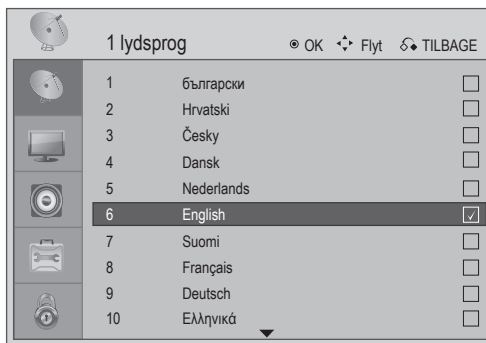 1 lydsprog OK Flyt TILBAGE
1 български
2 Hrvatski
3 Česky
4 Dansk
5 Nederlands
6 English
7 Suomi
8 Français
9 Deutsch
10 Ελληνικά